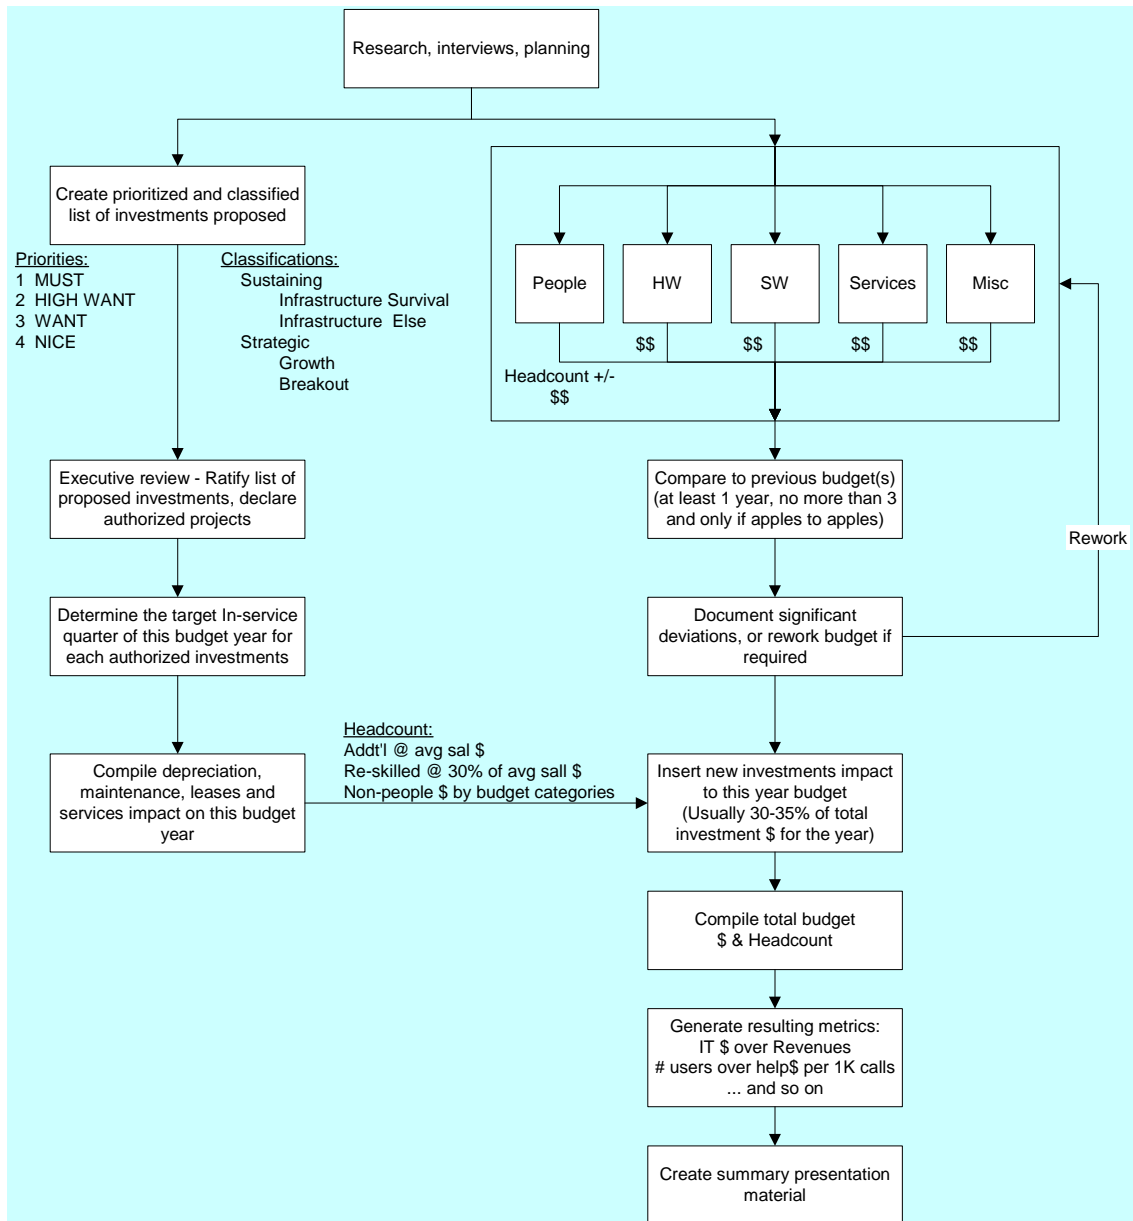 Research, interviews, planning
Create prioritized and classified
list of investments proposed
Priorities:
1 MUST
2 HIGH WANT
3 WANT
4 NICE
Classifications:
Sustaining
Infrastructure Survival
Infrastructure Else
Strategic
Growth
Breakout
People
HW
SW
Services
Misc
$$
$$
$$
$$
Headcount +/-
$$
Executive review - Ratify list of
proposed investments, declare
authorized projects
Compare to previous budget(s)
(at least 1 year, no more than 3
and only if apples to apples)
Rework
Determine the target In-service
quarter of this budget year for
each authorized investments
Document significant
deviations, or rework budget if
required
Compile depreciation,
maintenance, leases and
services impact on this budget
year
Headcount:
Addt'l @ avg sal $
Re-skilled @ 30% of avg sall $
Non-people $ by budget categories
Insert new investments impact
to this year budget
(Usually 30-35% of total
investment $ for the year)
Compile total budget
$ & Headcount
Generate resulting metrics:
IT $ over Revenues
# users over help$ per 1K calls
... and so on
Create summary presentation
material